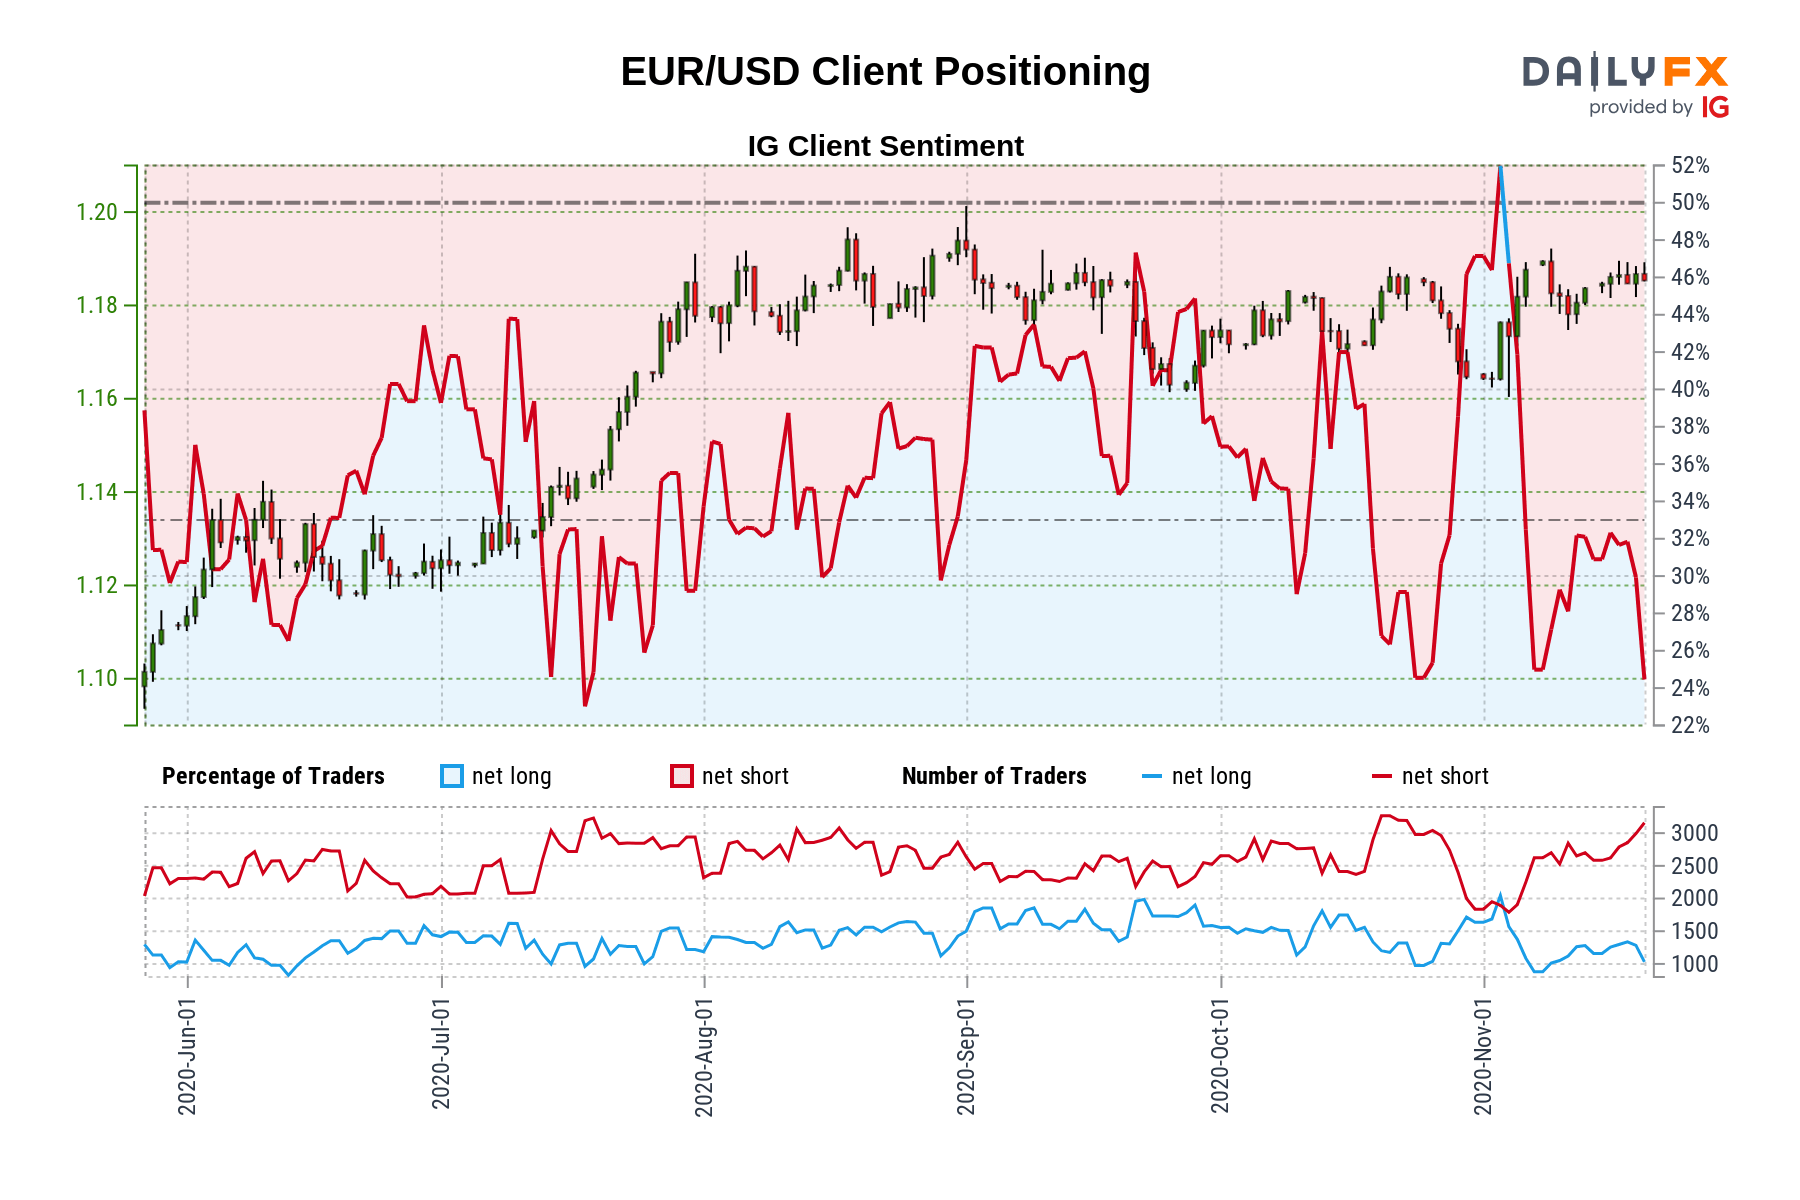 EUR/USD Client Positioning
DAILYFX
provided by IG
IG Client Sentiment
1.20
1.18
1.16
1.14
1.12
1.10
52%
50%
48%
46%
44%
42%
40%
38%
36%
34%
32%
30%
28%
26%
24%
22%
Percentage of Traders net long net short Number of Traders net long net short
3000
2500
2000
1500
1000
2020-Jun-01
2020-Jul-01
2020-Aug-01
2020-Sep-01
2020-Oct-01
2020-Nov-01